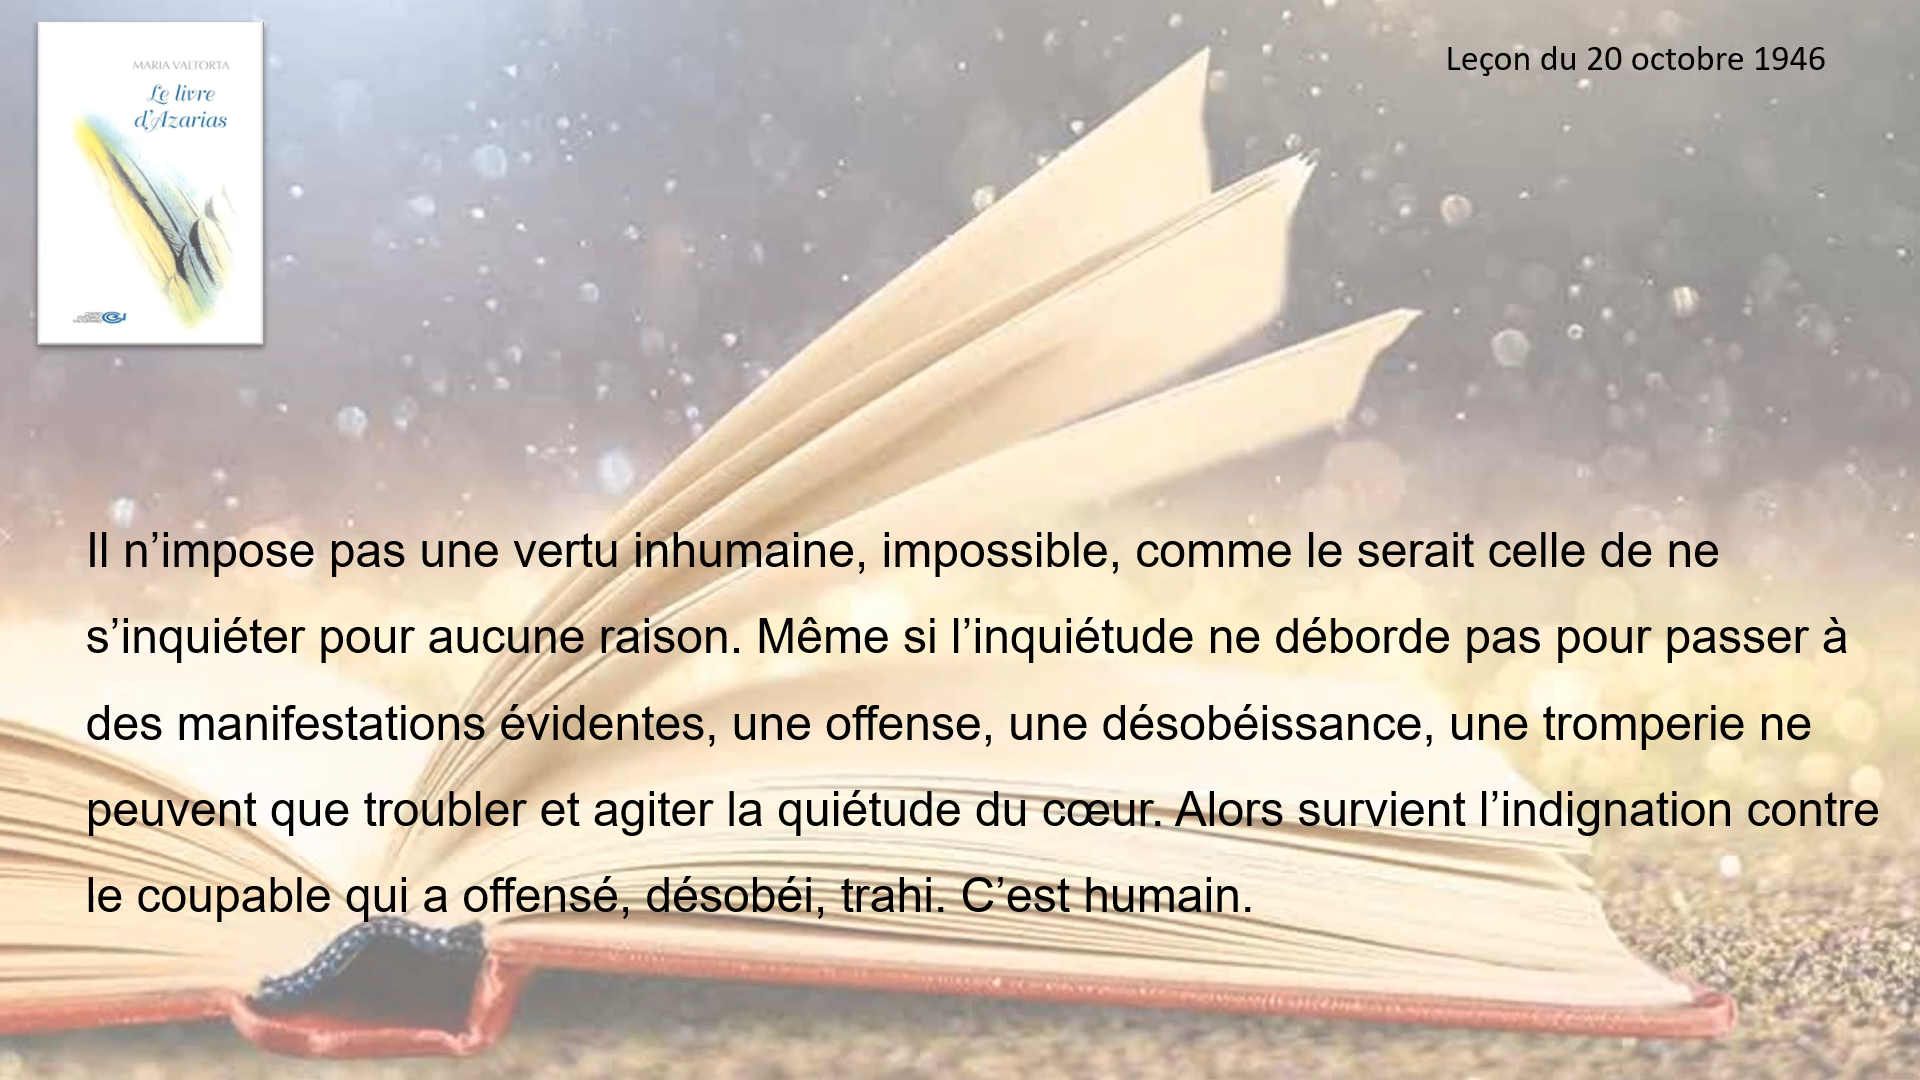 MARIA VALTORTA
Le livre
d'Azarias
CENTRO
EDITORIALE
VALTORTIANO
Leçon du 20 octobre 1946
Il n’impose pas une vertu inhumaine, impossible, comme le serait celle de ne
s’inquiéter pour aucune raison. Même si l’inquiétude ne déborde pas pour passer à
des manifestations évidentes, une offense, une désobéissance, une tromperie ne
peuvent que troubler et agiter la quiétude du cœur. Alors survient l’indignation contre
le coupable qui a offensé, désobéi, trahi. C’est humain.